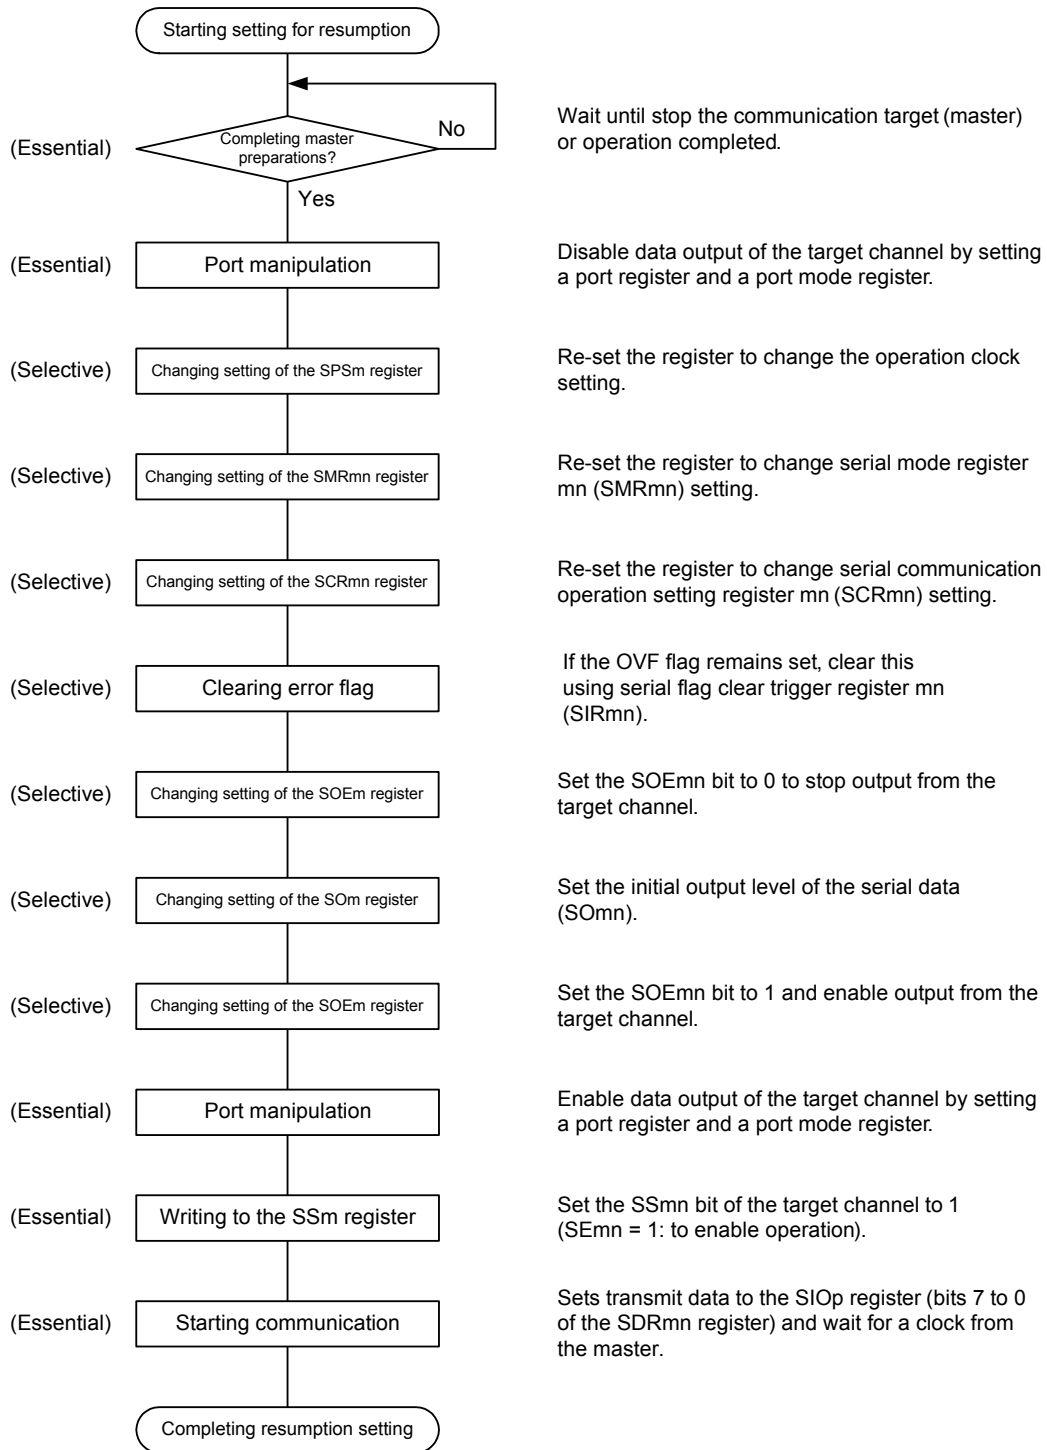 Starting setting for resumption
(Essential)
Completing master
preparations?
No
Yes
Wait until stop the communication target (master)
or operation completed.
(Essential)
Port manipulation
Disable data output of the target channel by setting
a port register and a port mode register.
(Selective)
Changing setting of the SPSm register
Re-set the register to change the operation clock
setting.
(Selective)
Changing setting of the SMRmn register
Re-set the register to change serial mode register
mn (SMRmn) setting.
(Selective)
Changing setting of the SCRmn register
Re-set the register to change serial communication
operation setting register mn (SCRmn) setting.
(Selective)
Clearing error flag
If the OVF flag remains set, clear this
using serial flag clear trigger register mn
(SIRmn).
(Selective)
Changing setting of the SOEm register
Set the SOEmn bit to 0 to stop output from the
target channel.
(Selective)
Changing setting of the SOm register
Set the initial output level of the serial data
(SOmn).
(Selective)
Changing setting of the SOEm register
Set the SOEmn bit to 1 and enable output from the
target channel.
(Essential)
Port manipulation
Enable data output of the target channel by setting
a port register and a port mode register.
(Essential)
Writing to the SSm register
Set the SSmn bit of the target channel to 1
(SEmn = 1: to enable operation).
(Essential)
Starting communication
Sets transmit data to the SIOp register (bits 7 to 0
of the SDRmn register) and wait for a clock from
the master.
Completing resumption setting